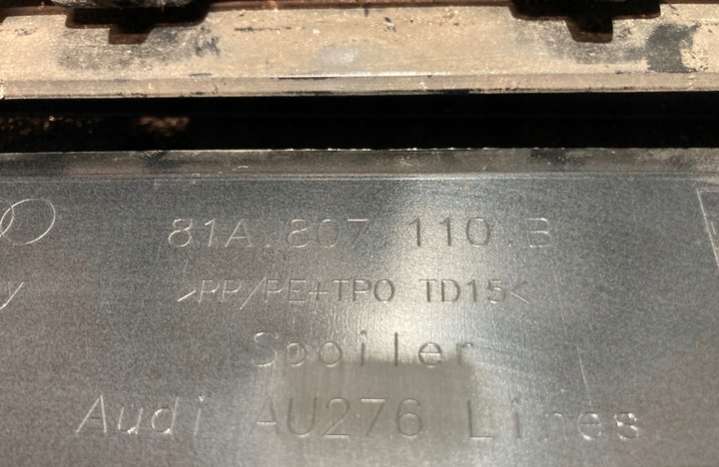 81A.807.110.B
>PP/PE+TPO TD15<
Spoiler
Audi AU276 Lines